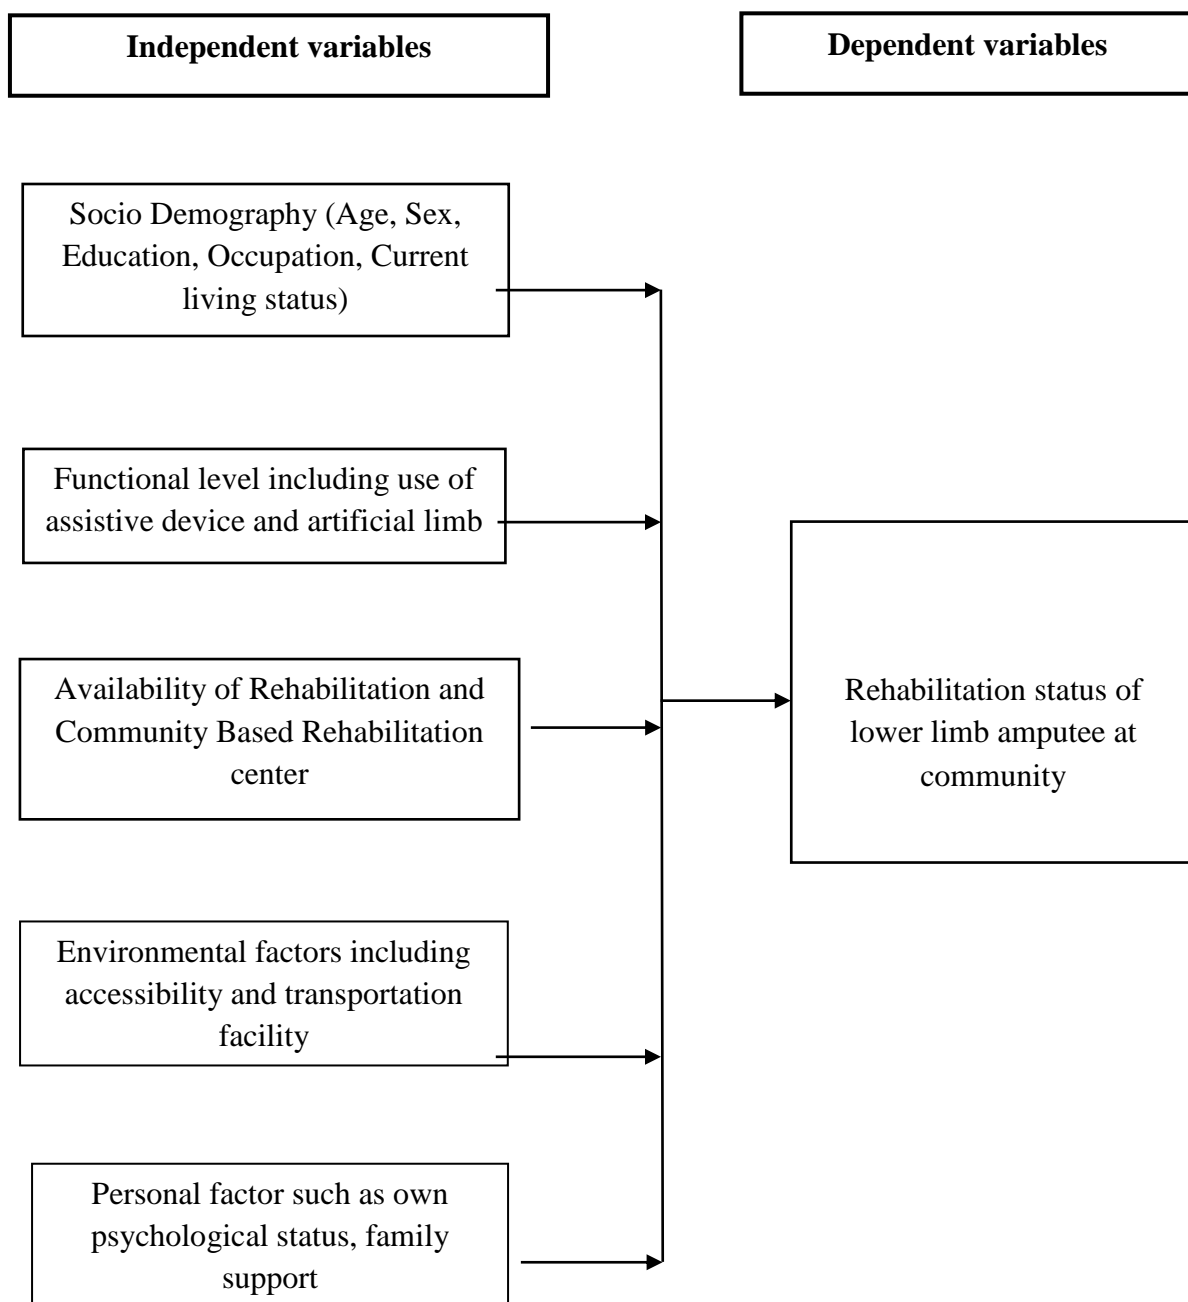 Independent variables
Dependent variables
Socio Demography (Age, Sex,
Education, Occupation, Current
living status)
Functional level including use of
assistive device and artificial limb
Availability of Rehabilitation and
Community Based Rehabilitation
center
Rehabilitation status of
lower limb amputee at
community
Environmental factors including
accessibility and transportation
facility
Personal factor such as own
psychological status, family
support